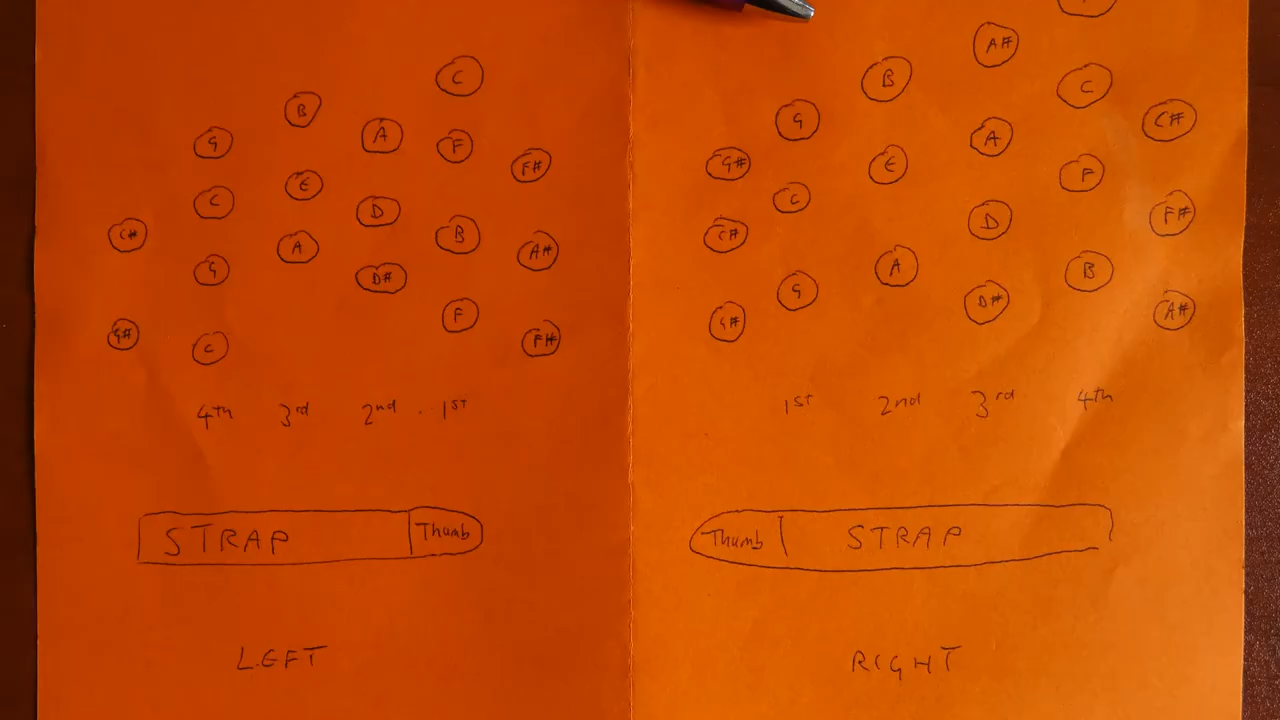 C
B
A
G
F
F#
E
C
D
C#
B
A
A#
G
D#
F
G#
F#
C
4th 3rd 2nd 1st
STRAP Thumb
LEFT
A#
B
C
G
C#
A
G#
E
F
C
D
F#
C#
A
B
G
D#
A#
G#
1st 2nd 3rd 4th
Thumb STRAP
RIGHT